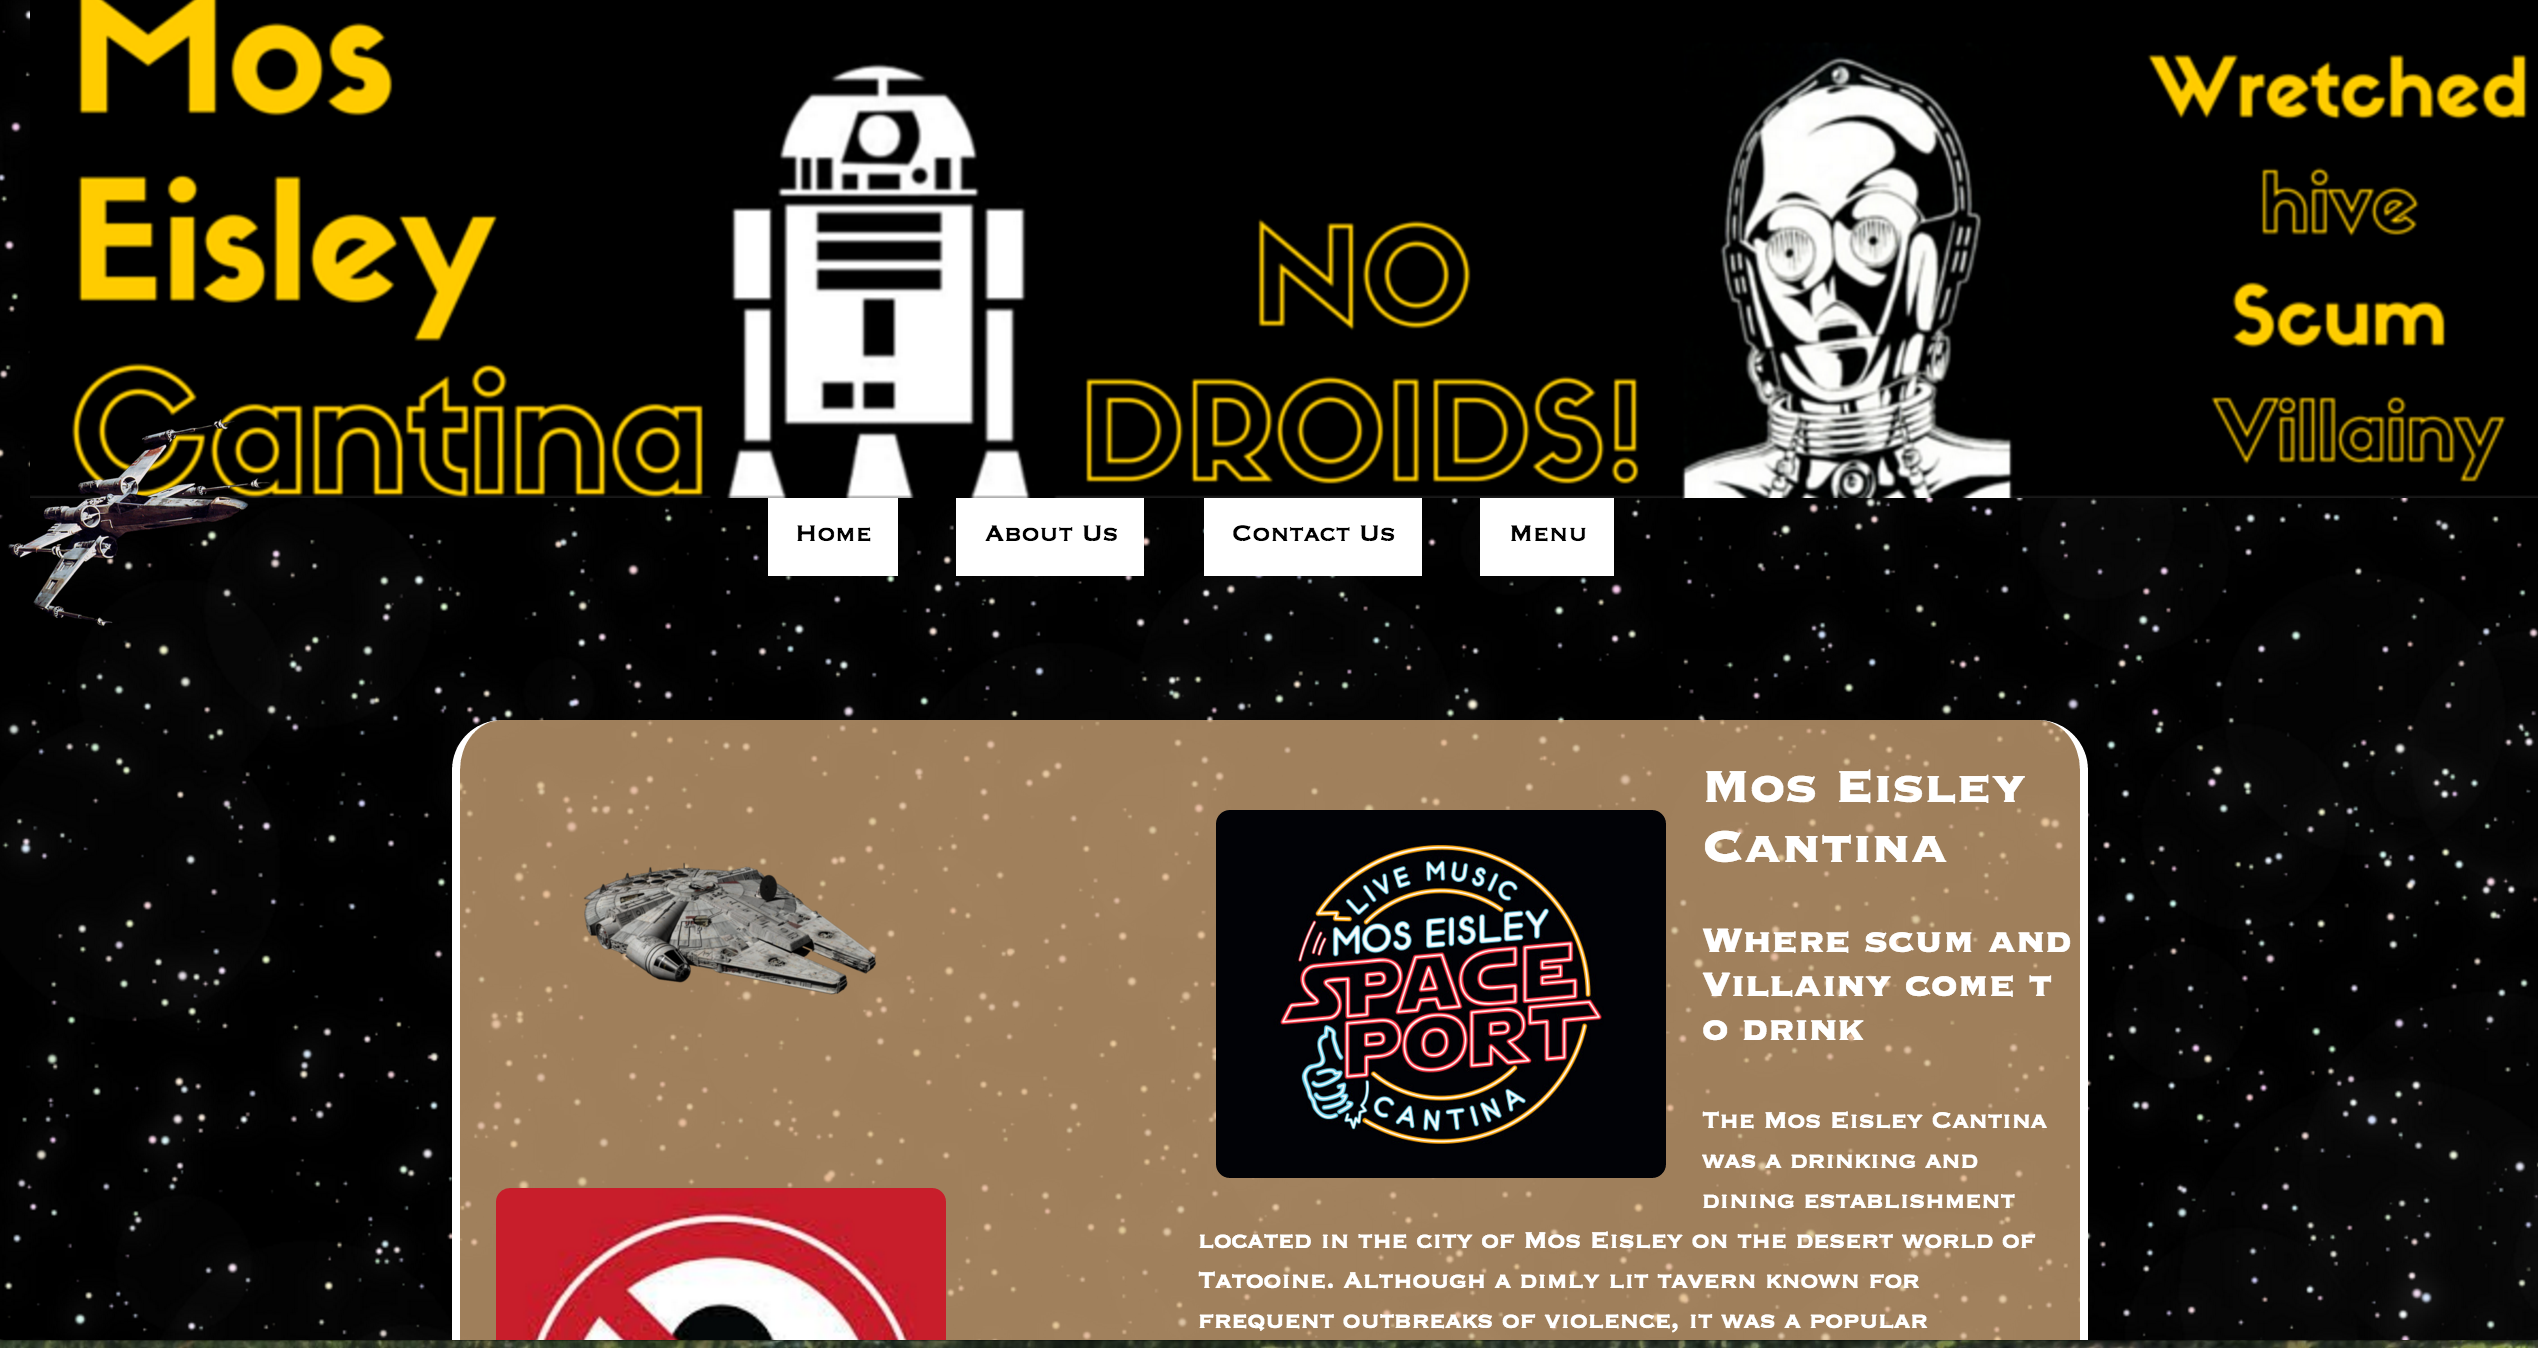 Mos
Eisley
Cantina
NO
DROIDS!
Wretched
hive
Scum
Villainy
Home
About Us
Contact Us
Menu
LIVE MUSIC
MOS EISLEY
SPACE
PORT
CANTINA
Mos Eisley
Cantina
Where scum and
Villainy come t
o drink
The Mos Eisley Cantina
was a drinking and
dining establishment
located in the city of Mos Eisley on the desert world of
Tatooine. Although a dimly lit tavern known for
frequent outbreaks of violence, it was a popular